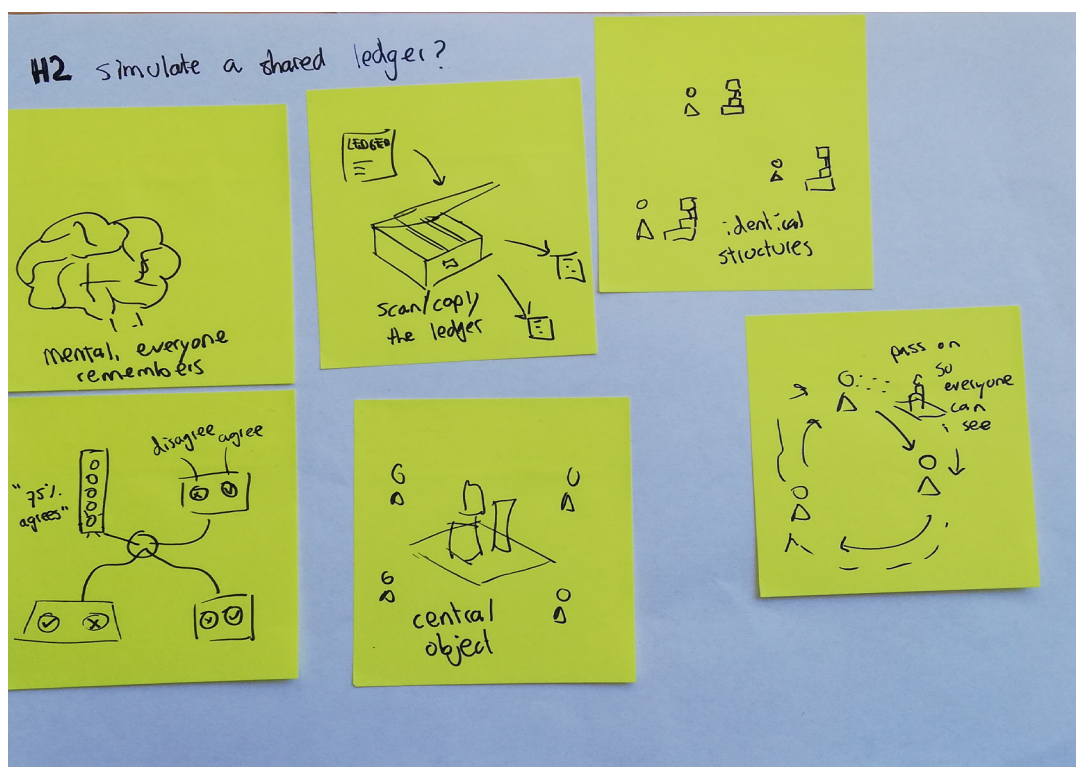 H2 simulate a shared ledger?
mental, everyone
remembers
LEDGED
scan/copy
the ledger
identical
structures
"75%
agrees"
disagree agree
central
object
pass on
so
everyone
can
see